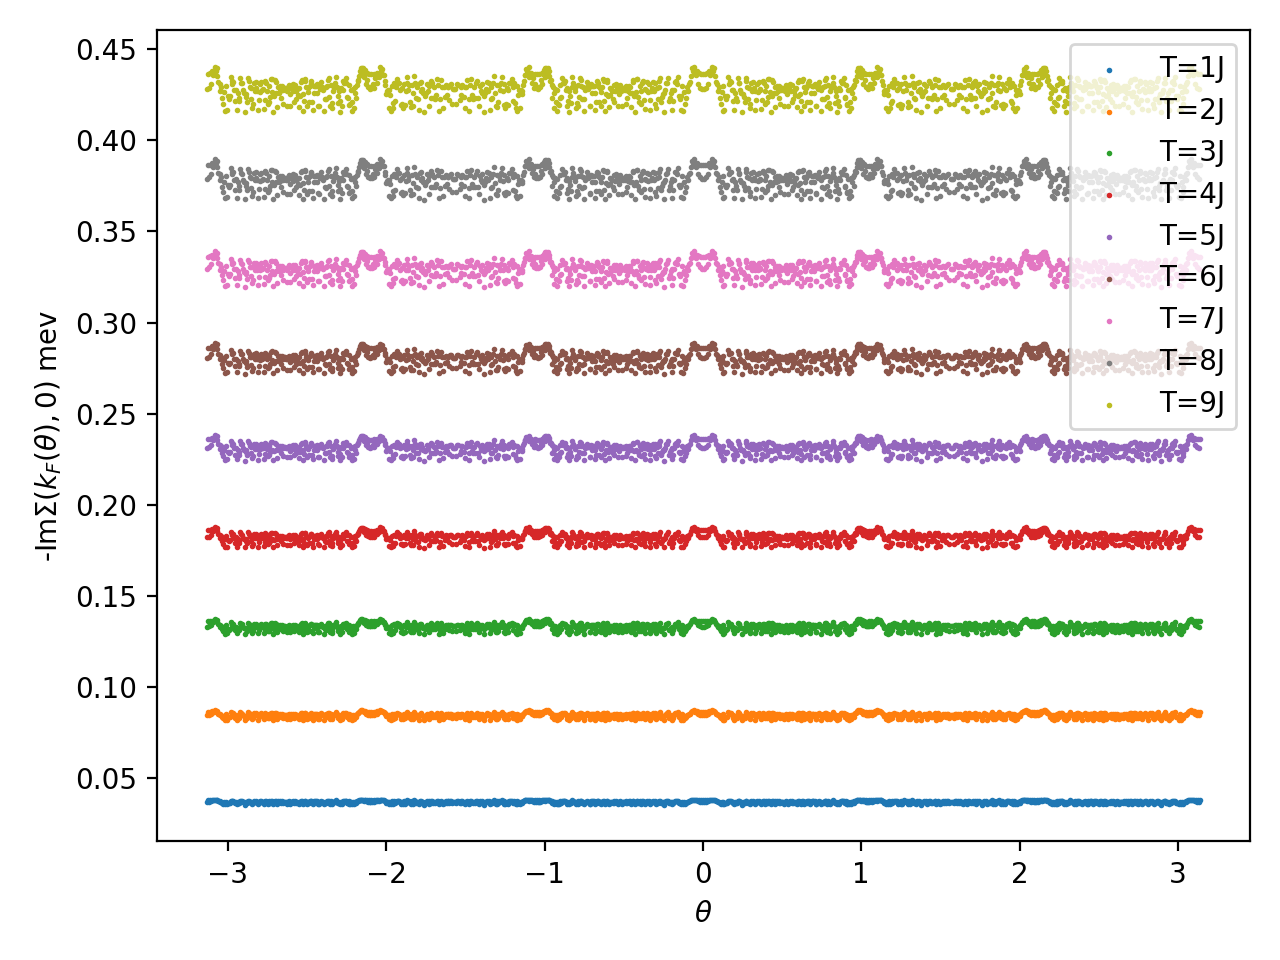 0.45
0.40
0.35
0.30
0.25
0.20
0.15
0.10
0.05
-ImΣ(k_F(θ), 0) mev
−3
−2
−1
0
1
2
3
θ
T=1J
T=2J
T=3J
T=4J
T=5J
T=6J
T=7J
T=8J
T=9J